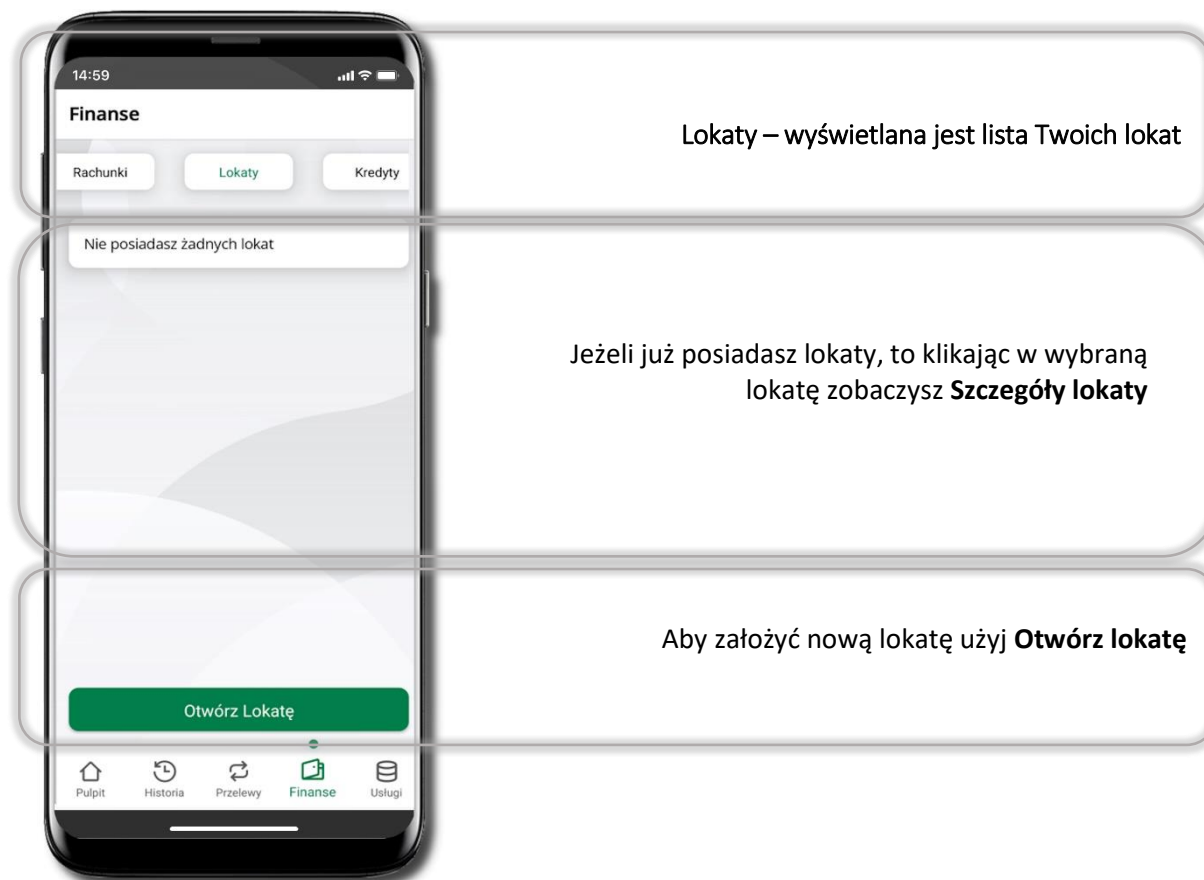 14:59
Finanse
Lokaty – wyświetlana jest lista Twoich lokat
Rachunki Lokaty Kredyty
Nie posiadasz żadnych lokat
Jeżeli już posiadasz lokaty, to klikając w wybraną
lokatę zobaczysz Szczegóły lokaty
Aby założyć nową lokatę użyj Otwórz lokatę
Otwórz Lokatę
Pulpit Historia Przelewy Finanse Usługi